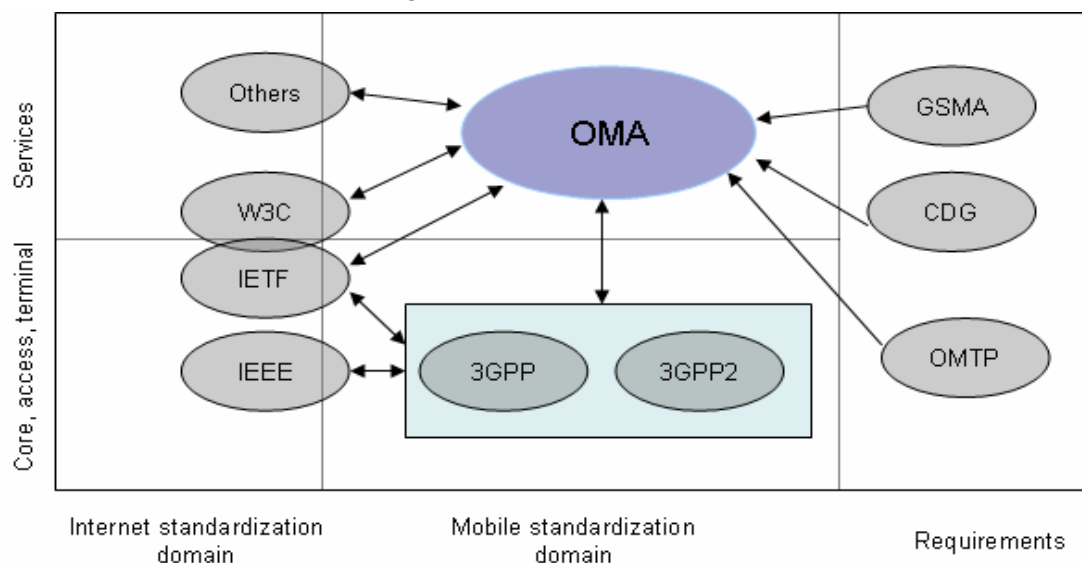 Services
Core, access, terminal
Others
OMA
GSMA
W3C
CDG
IETF
IEEE
3GPP
3GPP2
OMTP
Internet standardization
domain
Mobile standardization
domain
Requirements